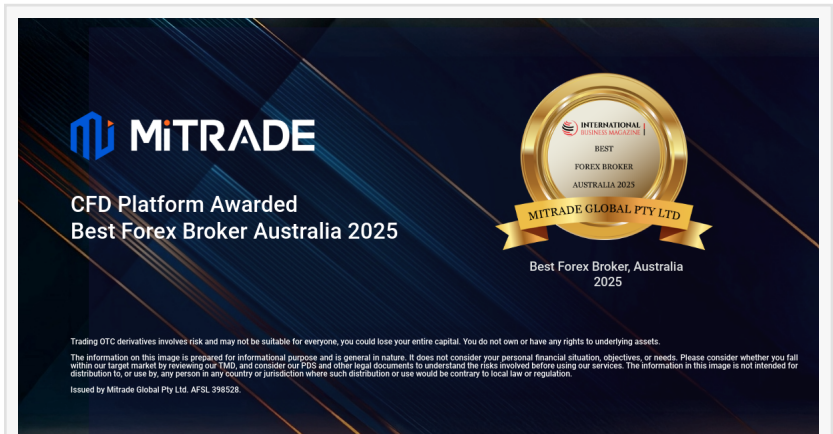 MiTRADE
CFD Platform Awarded
Best Forex Broker Australia 2025
INTERNATIONAL
BUSINESS MAGAZINE
BEST
FOREX BROKER
AUSTRALIA 2025
MITRADE GLOBAL PTY LTD
Best Forex Broker, Australia
2025
Trading OTC derivatives involves risk and may not be suitable for everyone, you could lose your entire capital. You do not own or have any rights to underlying assets.
The information on this image is prepared for informational purpose and is general in nature. It does not consider your personal financial situation, objectives, or needs. Please consider whether you fall
within our target market by reviewing our TMD, and consider our PDS and other legal documents to understand the risks involved before using our services. The information in this image is not intended for
distribution to, or use by, any person in any country or jurisdiction where such distribution or use would be contrary to local law or regulation.
Issued by Mitrade Global Pty Ltd. AFSL 398528.